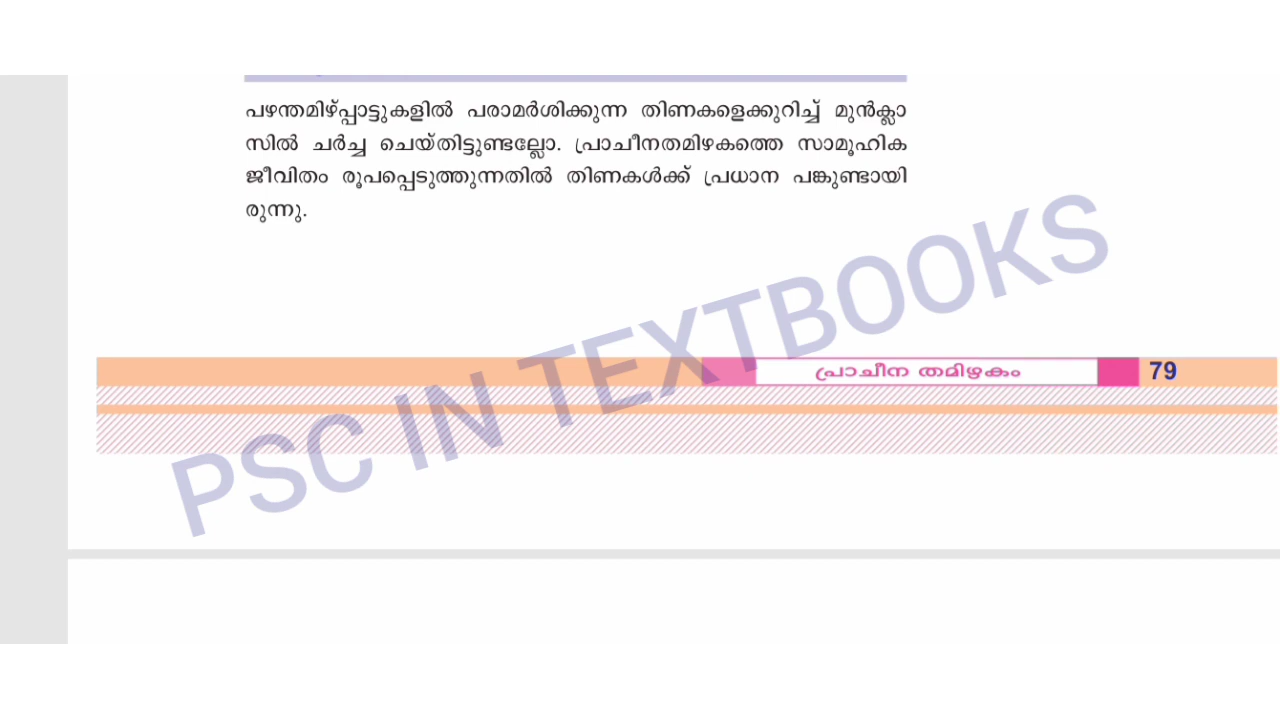 പഴന്തമിഴ്പ്പാട്ടുകളിൽ പരാമർശിക്കുന്ന തിണകളെക്കുറിച്ച് മുൻക്ലാ
സിൽ ചർച്ച ചെയ്തിട്ടുണ്ടല്ലോ. പ്രാചീനതമിഴകത്തെ സാമൂഹിക
ജീവിതം രൂപപ്പെടുത്തുന്നതിൽ തിണകൾക്ക് പ്രധാന പങ്കുണ്ടായി
രുന്നു.
PSC IN TEXTBOOKS
പ്രാചീന തമിഴകം 79